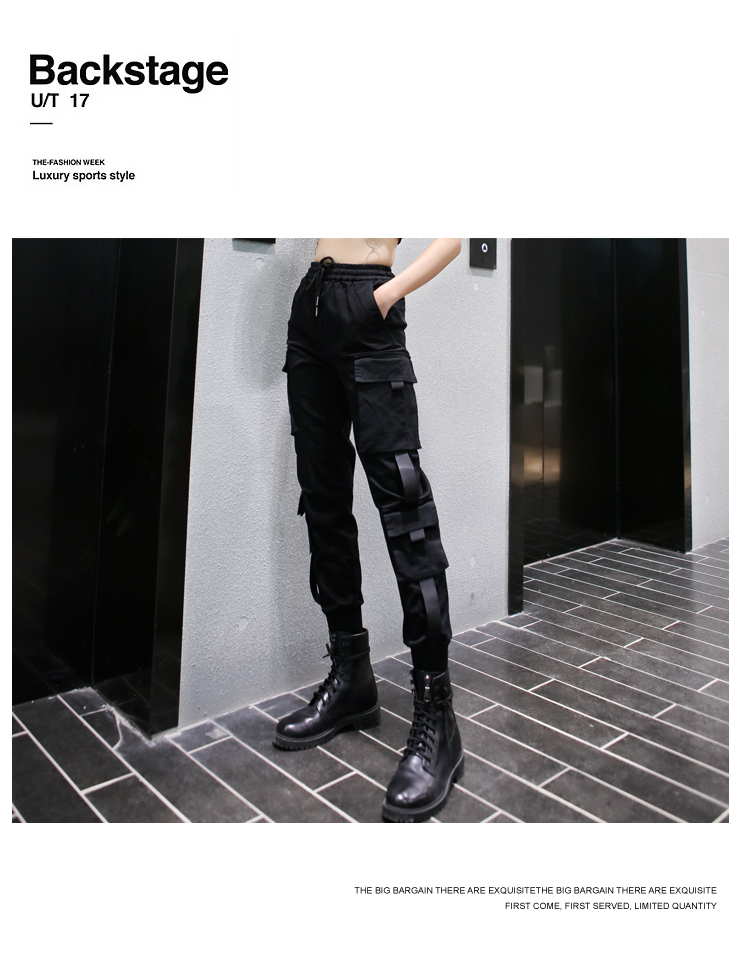 Backstage
U/T 17
THE-FASHION WEEK
Luxury sports style
THE BIG BARGAIN THERE ARE EXQUISITETHE BIG BARGAIN THERE ARE EXQUISITE
FIRST COME, FIRST SERVED, LIMITED QUANTITY